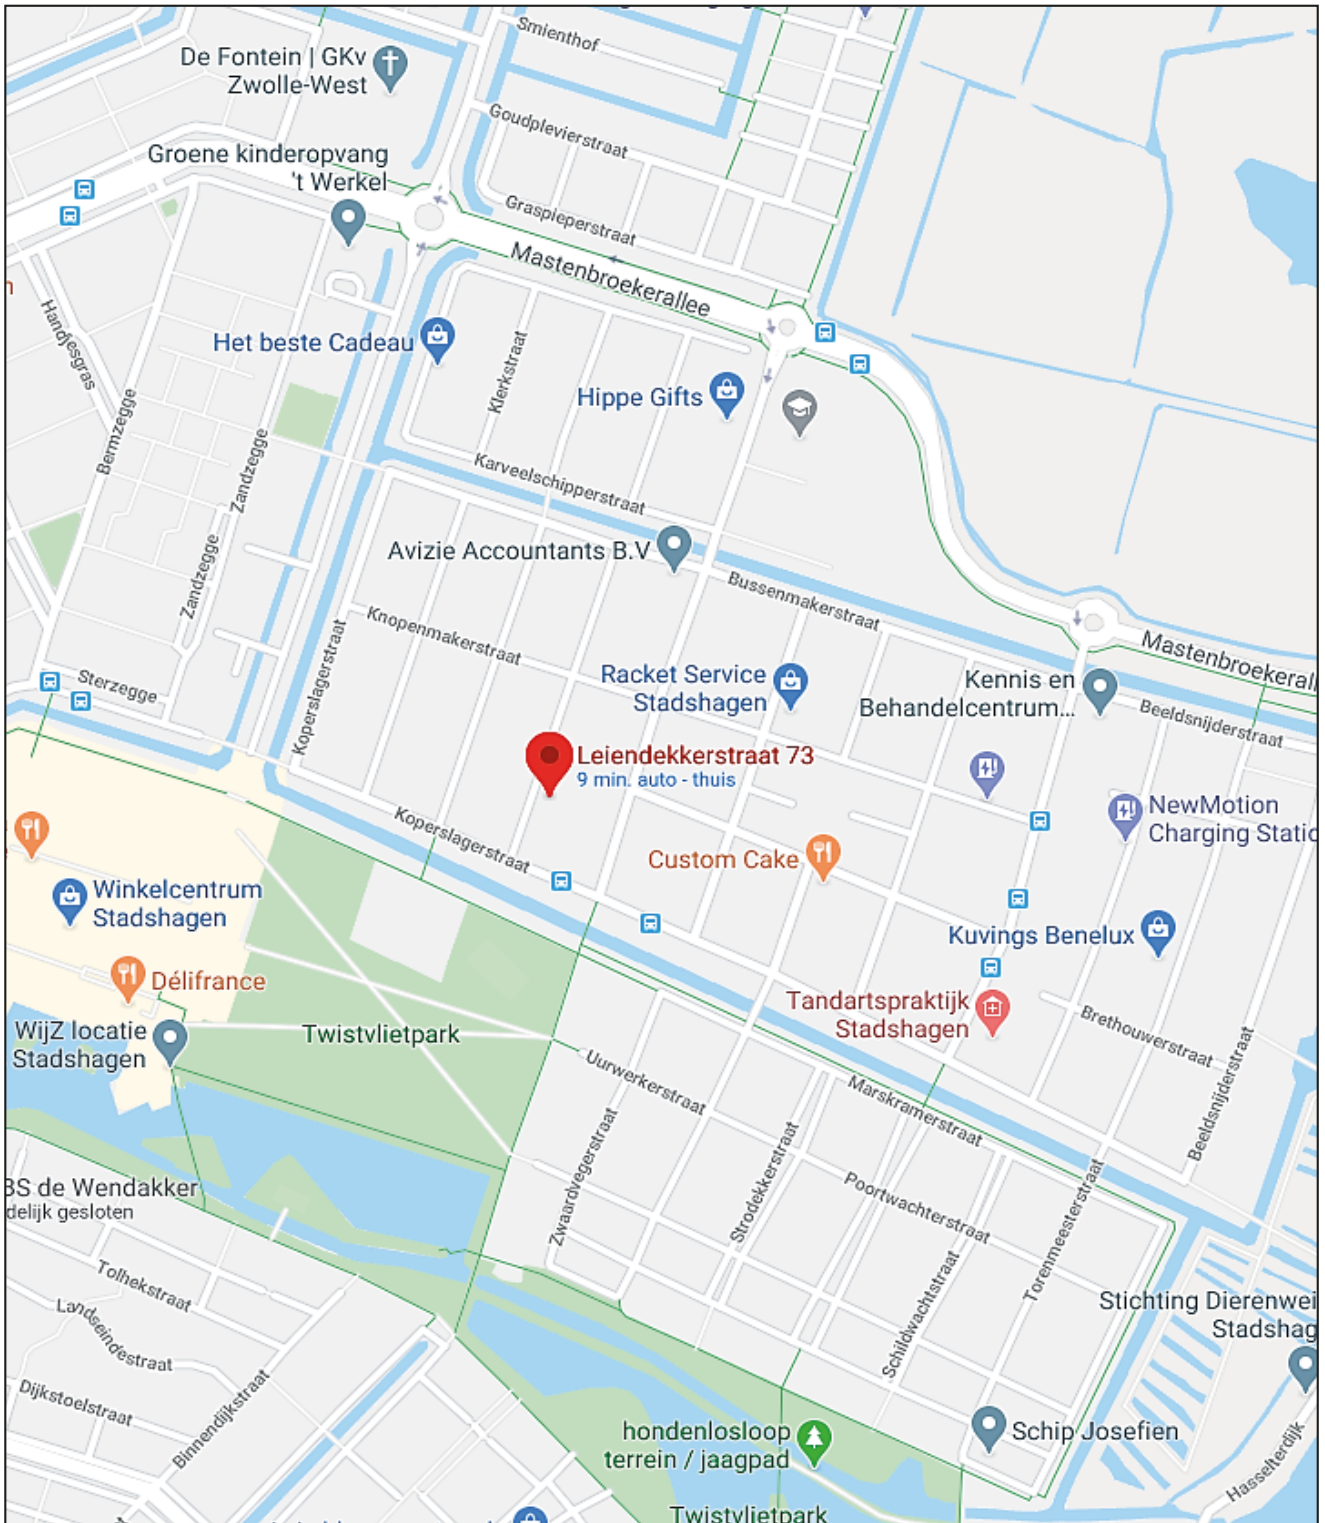 Smienthof
De Fontein | GKv
Zwolle-West
Goudplevierstraat
Groene kinderopvang
't Werkel
Graspieperstraat
Mastenbroekerallee
Handjesgras
Het beste Cadeau
Klerkstraat
Hippe Gifts
Bermzegge
Zandzegge
Karveelschipperstraat
Avizie Accountants B.V
Zandzegge
Bussenmakerstraat
Knopenmakerstraat
Koperslagerstraat
Mastenbroekerall
Racket Service
Stadshagen
Kennis en
Behandelcentrum...
Sterzegge
Beeldsnijderstraat
Leiendekkerstraat 73
9 min. auto - thuis
NewMotion
Charging Static
Koperslagerstraat
Custom Cake
Winkelcentrum
Stadshagen
Kuvings Benelux
Délifrance
Tandartspraktijk
Stadshagen
WijZ locatie
Stadshagen
Twistvlietpark
Brethouwerstraat
Uurwerkerstraat
Marskramerstraat
Beeldsnijderstraat
Zwaardvegerstraat
Strodekkerstraat
BS de Wendakker
delijk gesloten
Poortwachterstraat
Torenmeesterstraat
Tolhekstraat
Landseindestraat
Schildwachtstraat
Stichting Dierenwei
Stadshag
Dijkstoelstraat
Binnendijkstraat
hondenlosloop
terrein / jaagpad
Schip Josefien
Hasselterdijk
Twistvlietpark